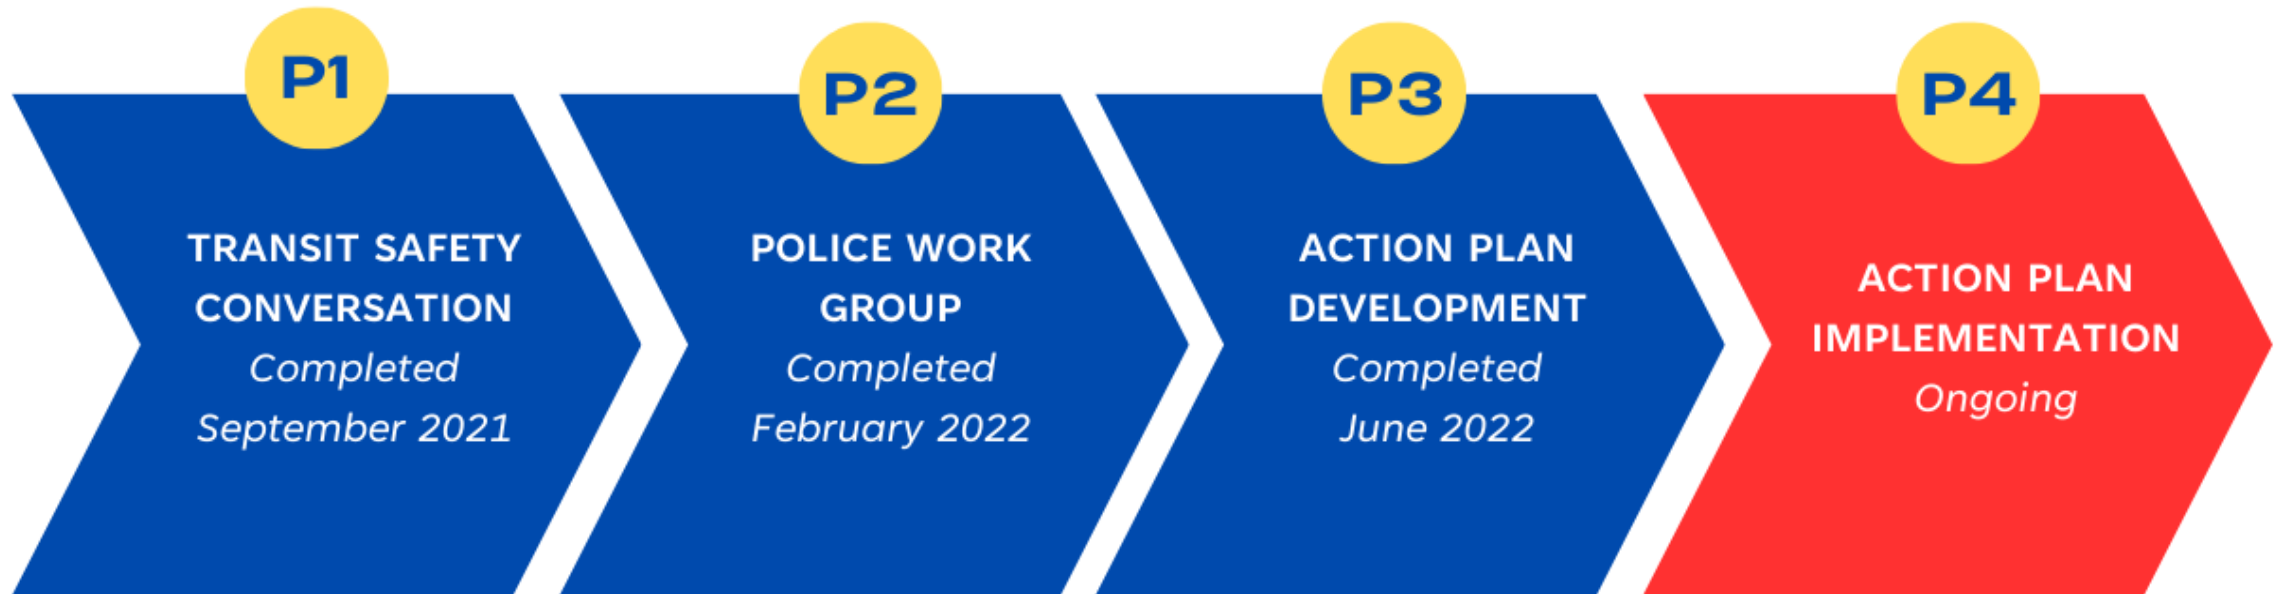 P1
TRANSIT SAFETY
CONVERSATION
Completed
September 2021
P2
POLICE WORK
GROUP
Completed
February 2022
P3
ACTION PLAN
DEVELOPMENT
Completed
June 2022
P4
ACTION PLAN
IMPLEMENTATION
Ongoing